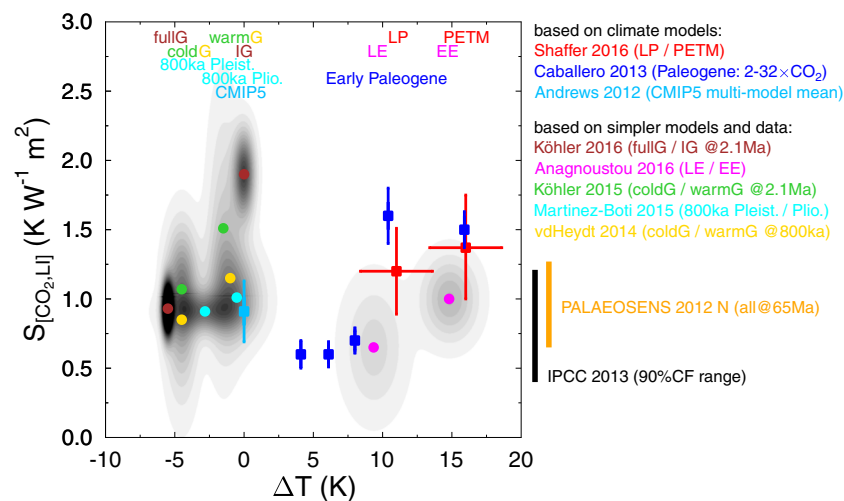 3.0
2.5
2.0
1.5
1.0
0.5
0.0
S[CO2,LI] (K W-1 m2)
-10 -5 0 5 10 15 20
ΔT (K)
fullG warmG LP PETM
coldG IG LE EE
800ka Pleist.
800ka Plio. Early Paleogene
CMIP5
based on climate models:
Shaffer 2016 (LP / PETM)
Caballero 2013 (Paleogene: 2-32×CO2)
Andrews 2012 (CMIP5 multi-model mean)
based on simpler models and data:
Köhler 2016 (fullG / IG @2.1Ma)
Anagnoustou 2016 (LE / EE)
Köhler 2015 (coldG / warmG @2.1Ma)
Martinez-Boti 2015 (800ka Pleist. / Plio.)
vdHeydt 2014 (coldG / warmG @800ka)
PALAEOSENS 2012 N (all@65Ma)
IPCC 2013 (90%CF range)